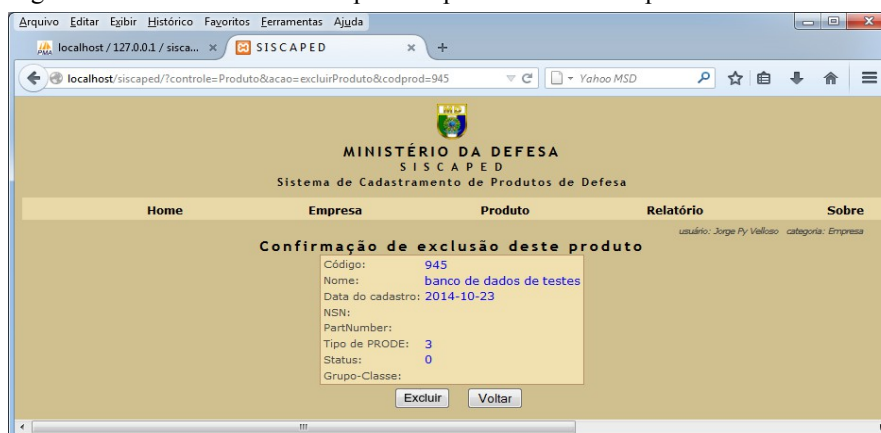 Arquivo Editar Exibir Histórico Favoritos Ferramentas Ajuda
localhost / 127.0.0.1 / sisca... × SISCAPED × +
localhost/siscaped/?controle=Produto&acao=excluirProduto&codprod=945 Yahoo MSD
MD
MINISTÉRIO DA DEFESA
SISCAPED
Sistema de Cadastramento de Produtos de Defesa
Home Empresa Produto Relatório Sobre
usuário: Jorge Py Velloso categoria: Empresa
Confirmação de exclusão deste produto
Código: 945
Nome: banco de dados de testes
Data do cadastro: 2014-10-23
NSN:
PartNumber:
Tipo de PRODE: 3
Status: 0
Grupo-Classe:
Excluir Voltar